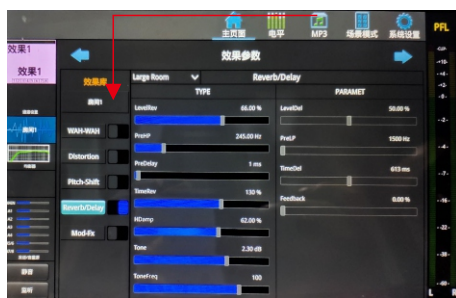 主页面 电平 MP3 场景模式 系统设置 PFL
效果1
效果1
效果参数
效果库
Large Room Reverb/Delay
TYPE PARAMET
直闭1
LevelRev 66.00 % LevelDel 50.00 %
WAH-WAH
PreHP 245.00 Hz PreLP 1500 Hz
Distortion
PreDelay 1 ms TimeDel 613 ms
Pitch-Shift
TimeRev 130 % Feedback 0.00 %
Reverb/Delay
HDamp 62.00 %
Mod-Fx
Tone 2.30 dB
ToneFreq 100
静音
监听
L